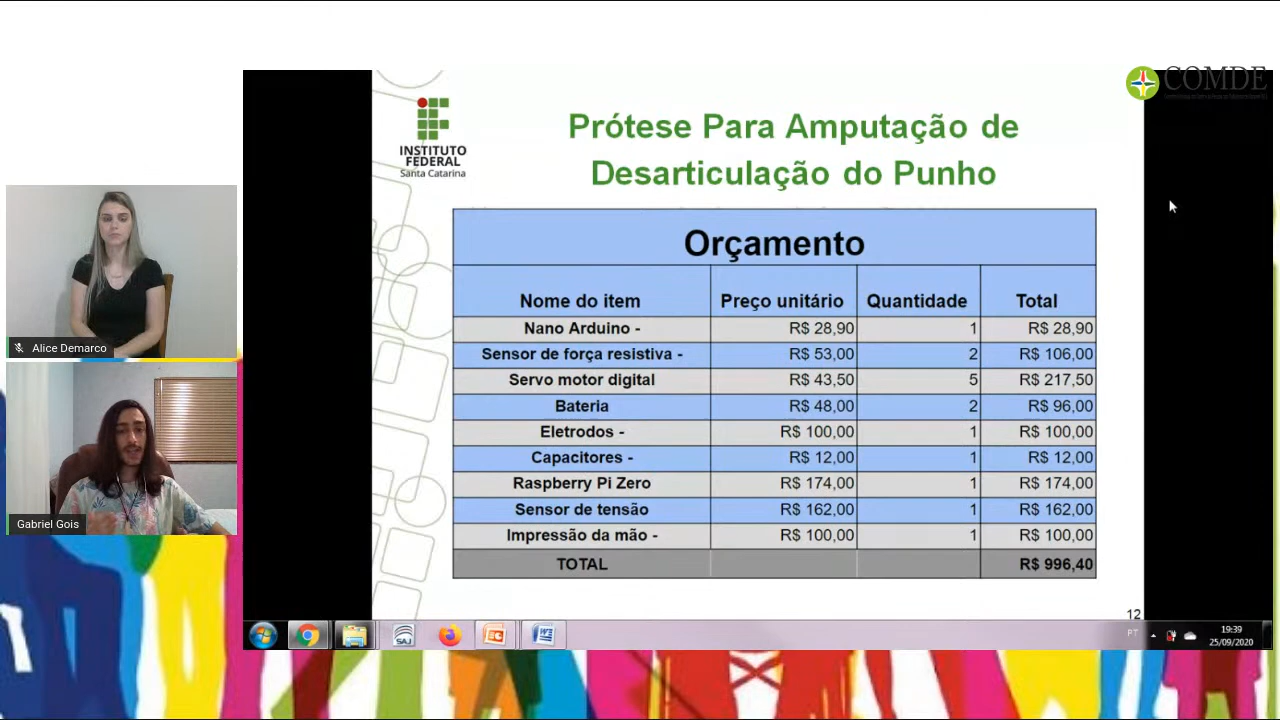 COMDE
INSTITUTO
FEDERAL
Santa Catarina
Prótese Para Amputação de
Desarticulação do Punho
Orçamento
Nome do item Preço unitário Quantidade Total
Nano Arduino - R$ 28,90 1 R$ 28,90
Sensor de força resistiva - R$ 53,00 2 R$ 106,00
Servo motor digital R$ 43,50 5 R$ 217,50
Bateria R$ 48,00 2 R$ 96,00
Eletrodos - R$ 100,00 1 R$ 100,00
Capacitores - R$ 12,00 1 R$ 12,00
Raspberry Pi Zero R$ 174,00 1 R$ 174,00
Sensor de tensão R$ 162,00 1 R$ 162,00
Impressão da mão - R$ 100,00 1 R$ 100,00
TOTAL R$ 996,40
12
Alice Demarco
Gabriel Gois
SAJ
PT
19:39
25/09/2020